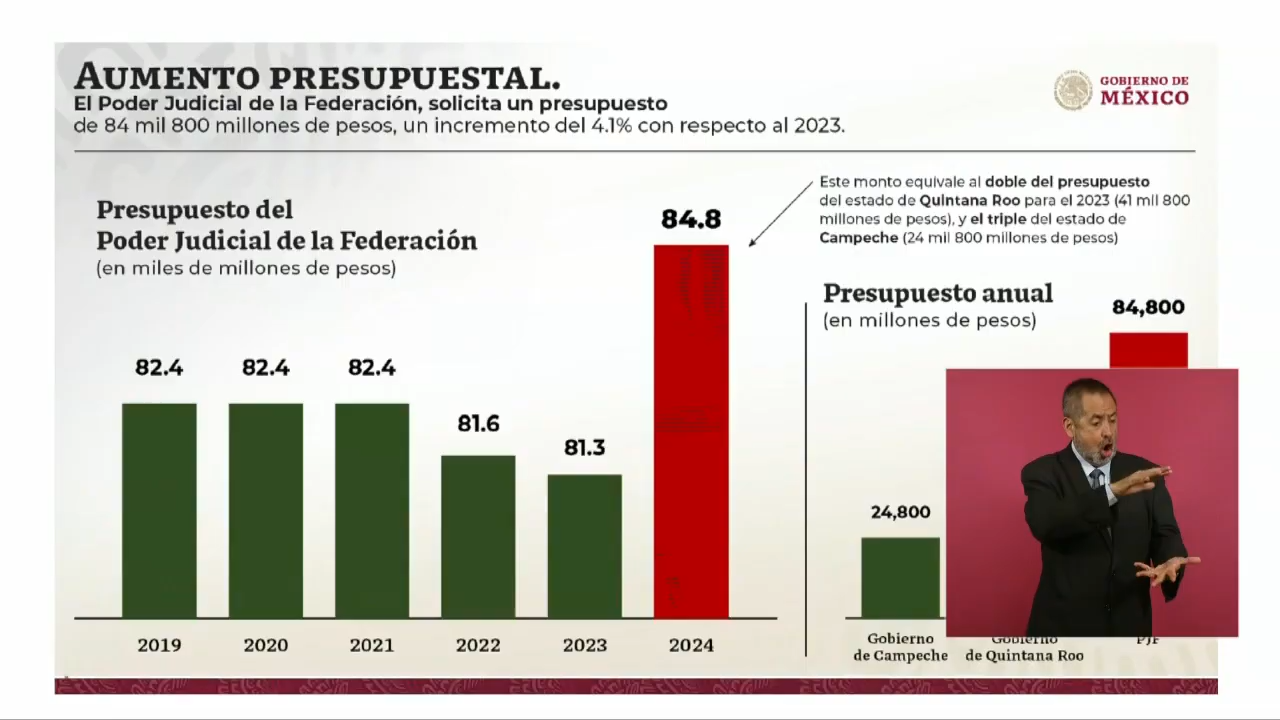 AUMENTO PRESUPUESTAL.
El Poder Judicial de la Federación, solicita un presupuesto
de 84 mil 800 millones de pesos, un incremento del 4.1% con respecto al 2023.
GOBIERNO DE
MÉXICO
Presupuesto del
Poder Judicial de la Federación
(en miles de millones de pesos)
82.4
82.4
82.4
81.6
81.3
84.8
2019
2020
2021
2022
2023
2024
Este monto equivale al doble del presupuesto
del estado de Quintana Roo para el 2023 (41 mil 800
millones de pesos), y el triple del estado de
Campeche (24 mil 800 millones de pesos)
Presupuesto anual
(en millones de pesos)
24,800
84,800
Gobierno
de Campeche
Gobierno
de Quintana Roo
PJF